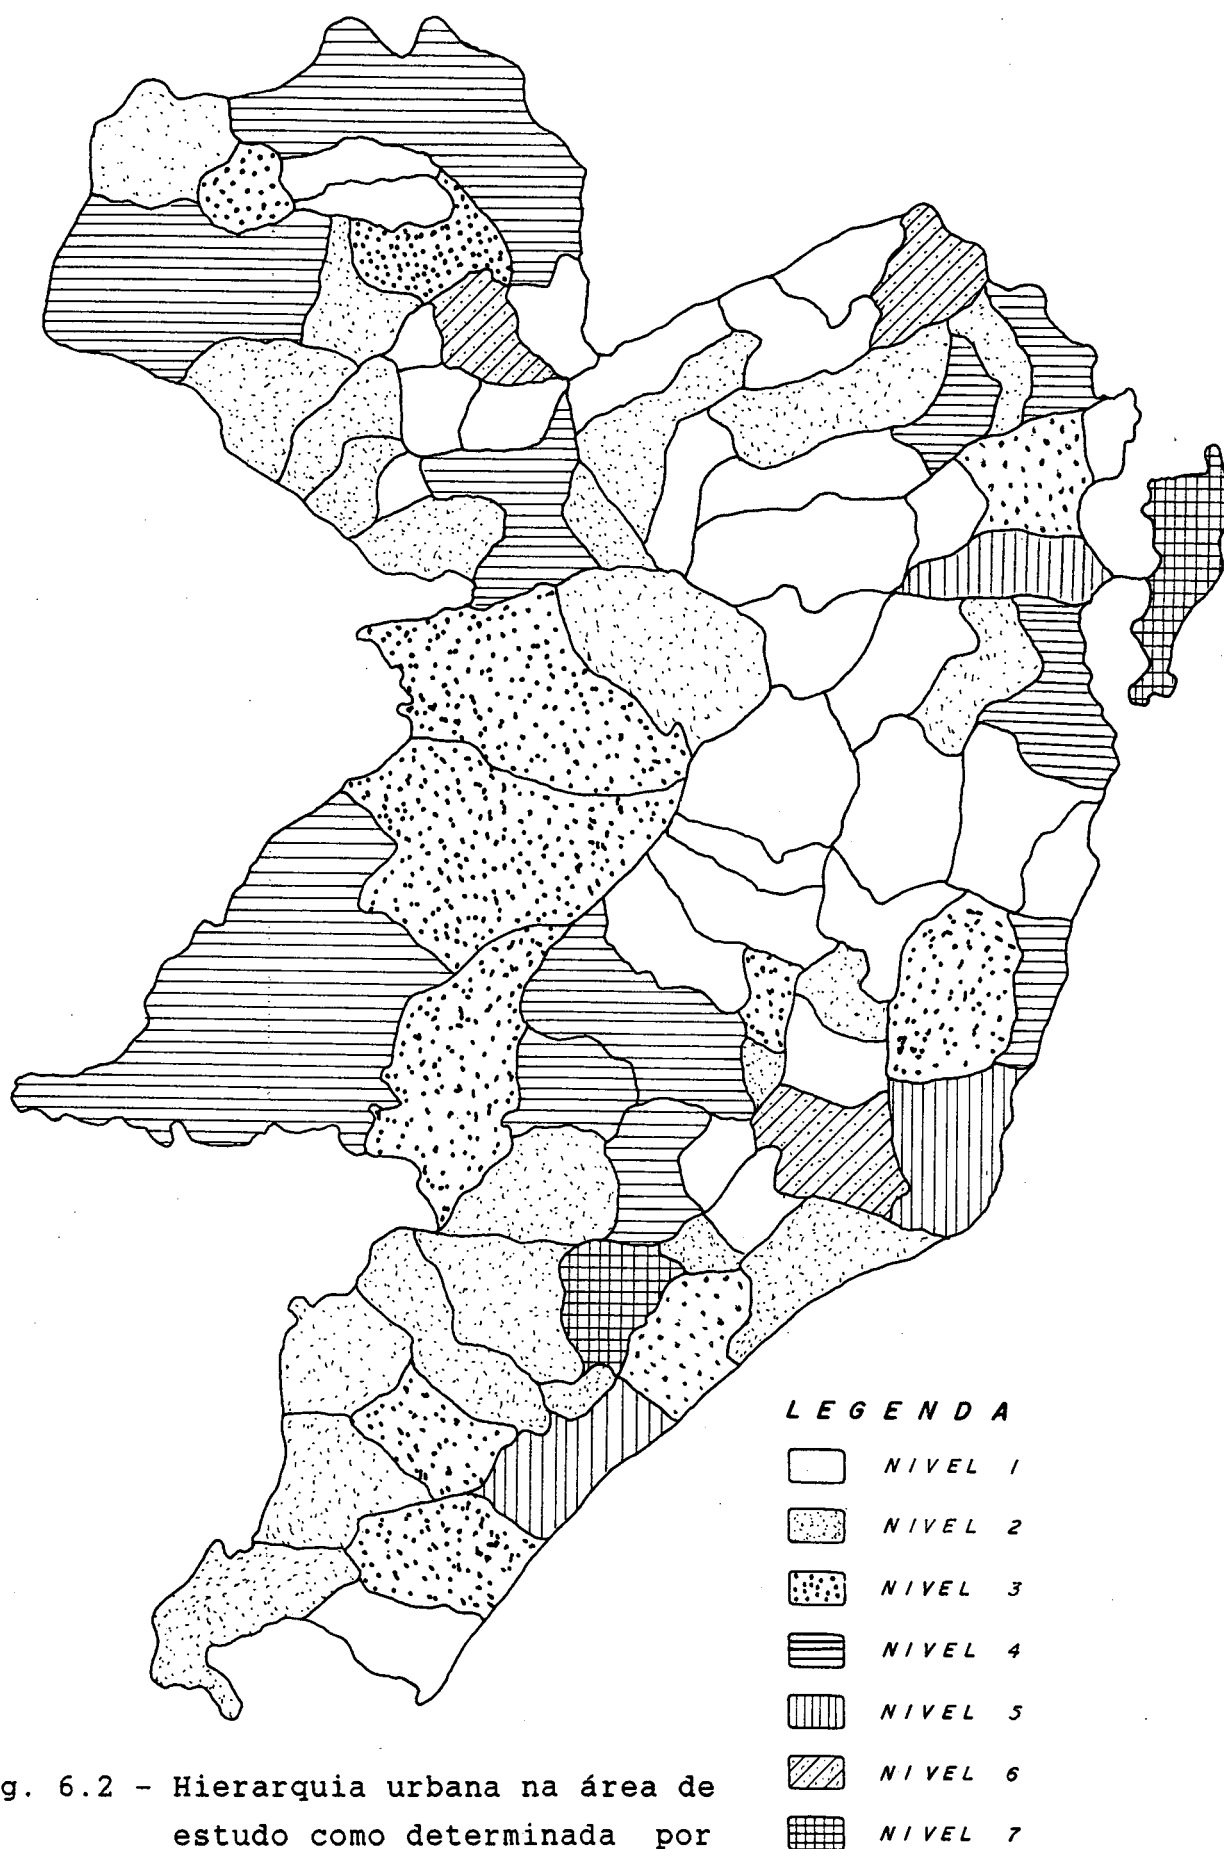 LEGENDA
NIVEL 1
NIVEL 2
NIVEL 3
NIVEL 4
NIVEL 5
NIVEL 6
NIVEL 7
g. 6.2 - Hierarquia urbana na área de
estudo como determinada por